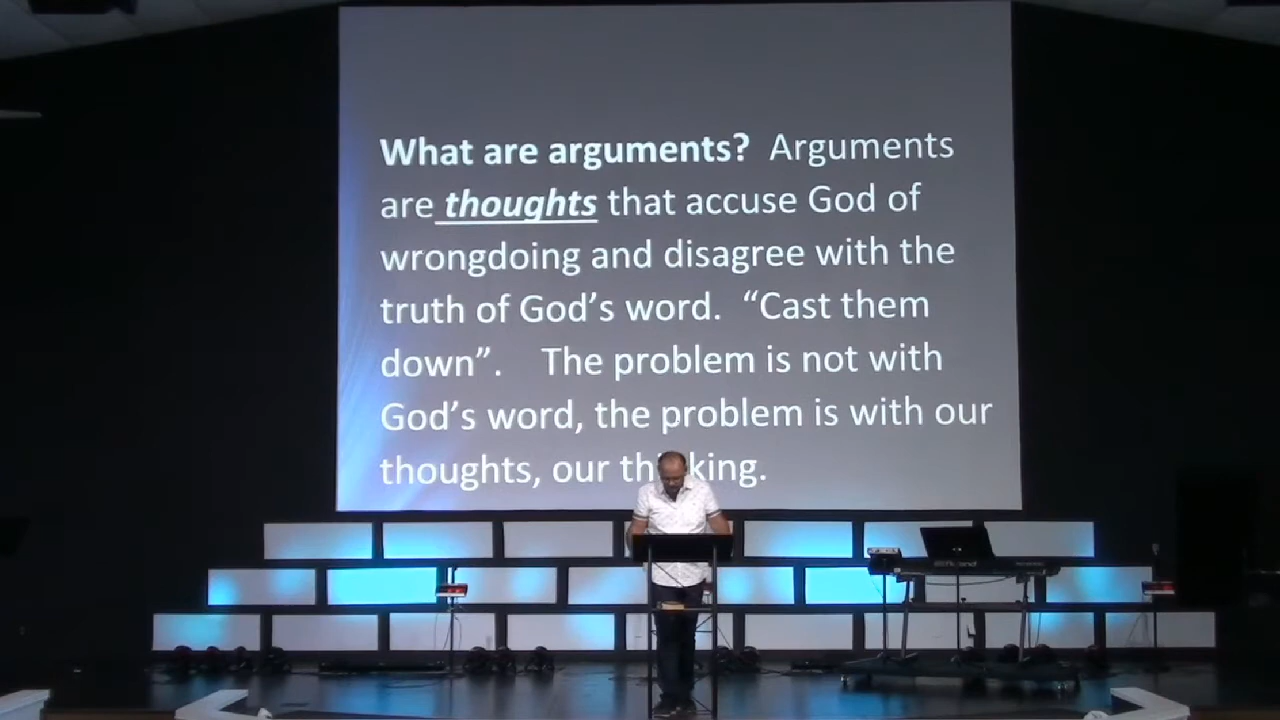 What are arguments? Arguments
are thoughts that accuse God of
wrongdoing and disagree with the
truth of God’s word. “Cast them
down”. The problem is not with
God’s word, the problem is with our
thoughts, our thinking.
Roland